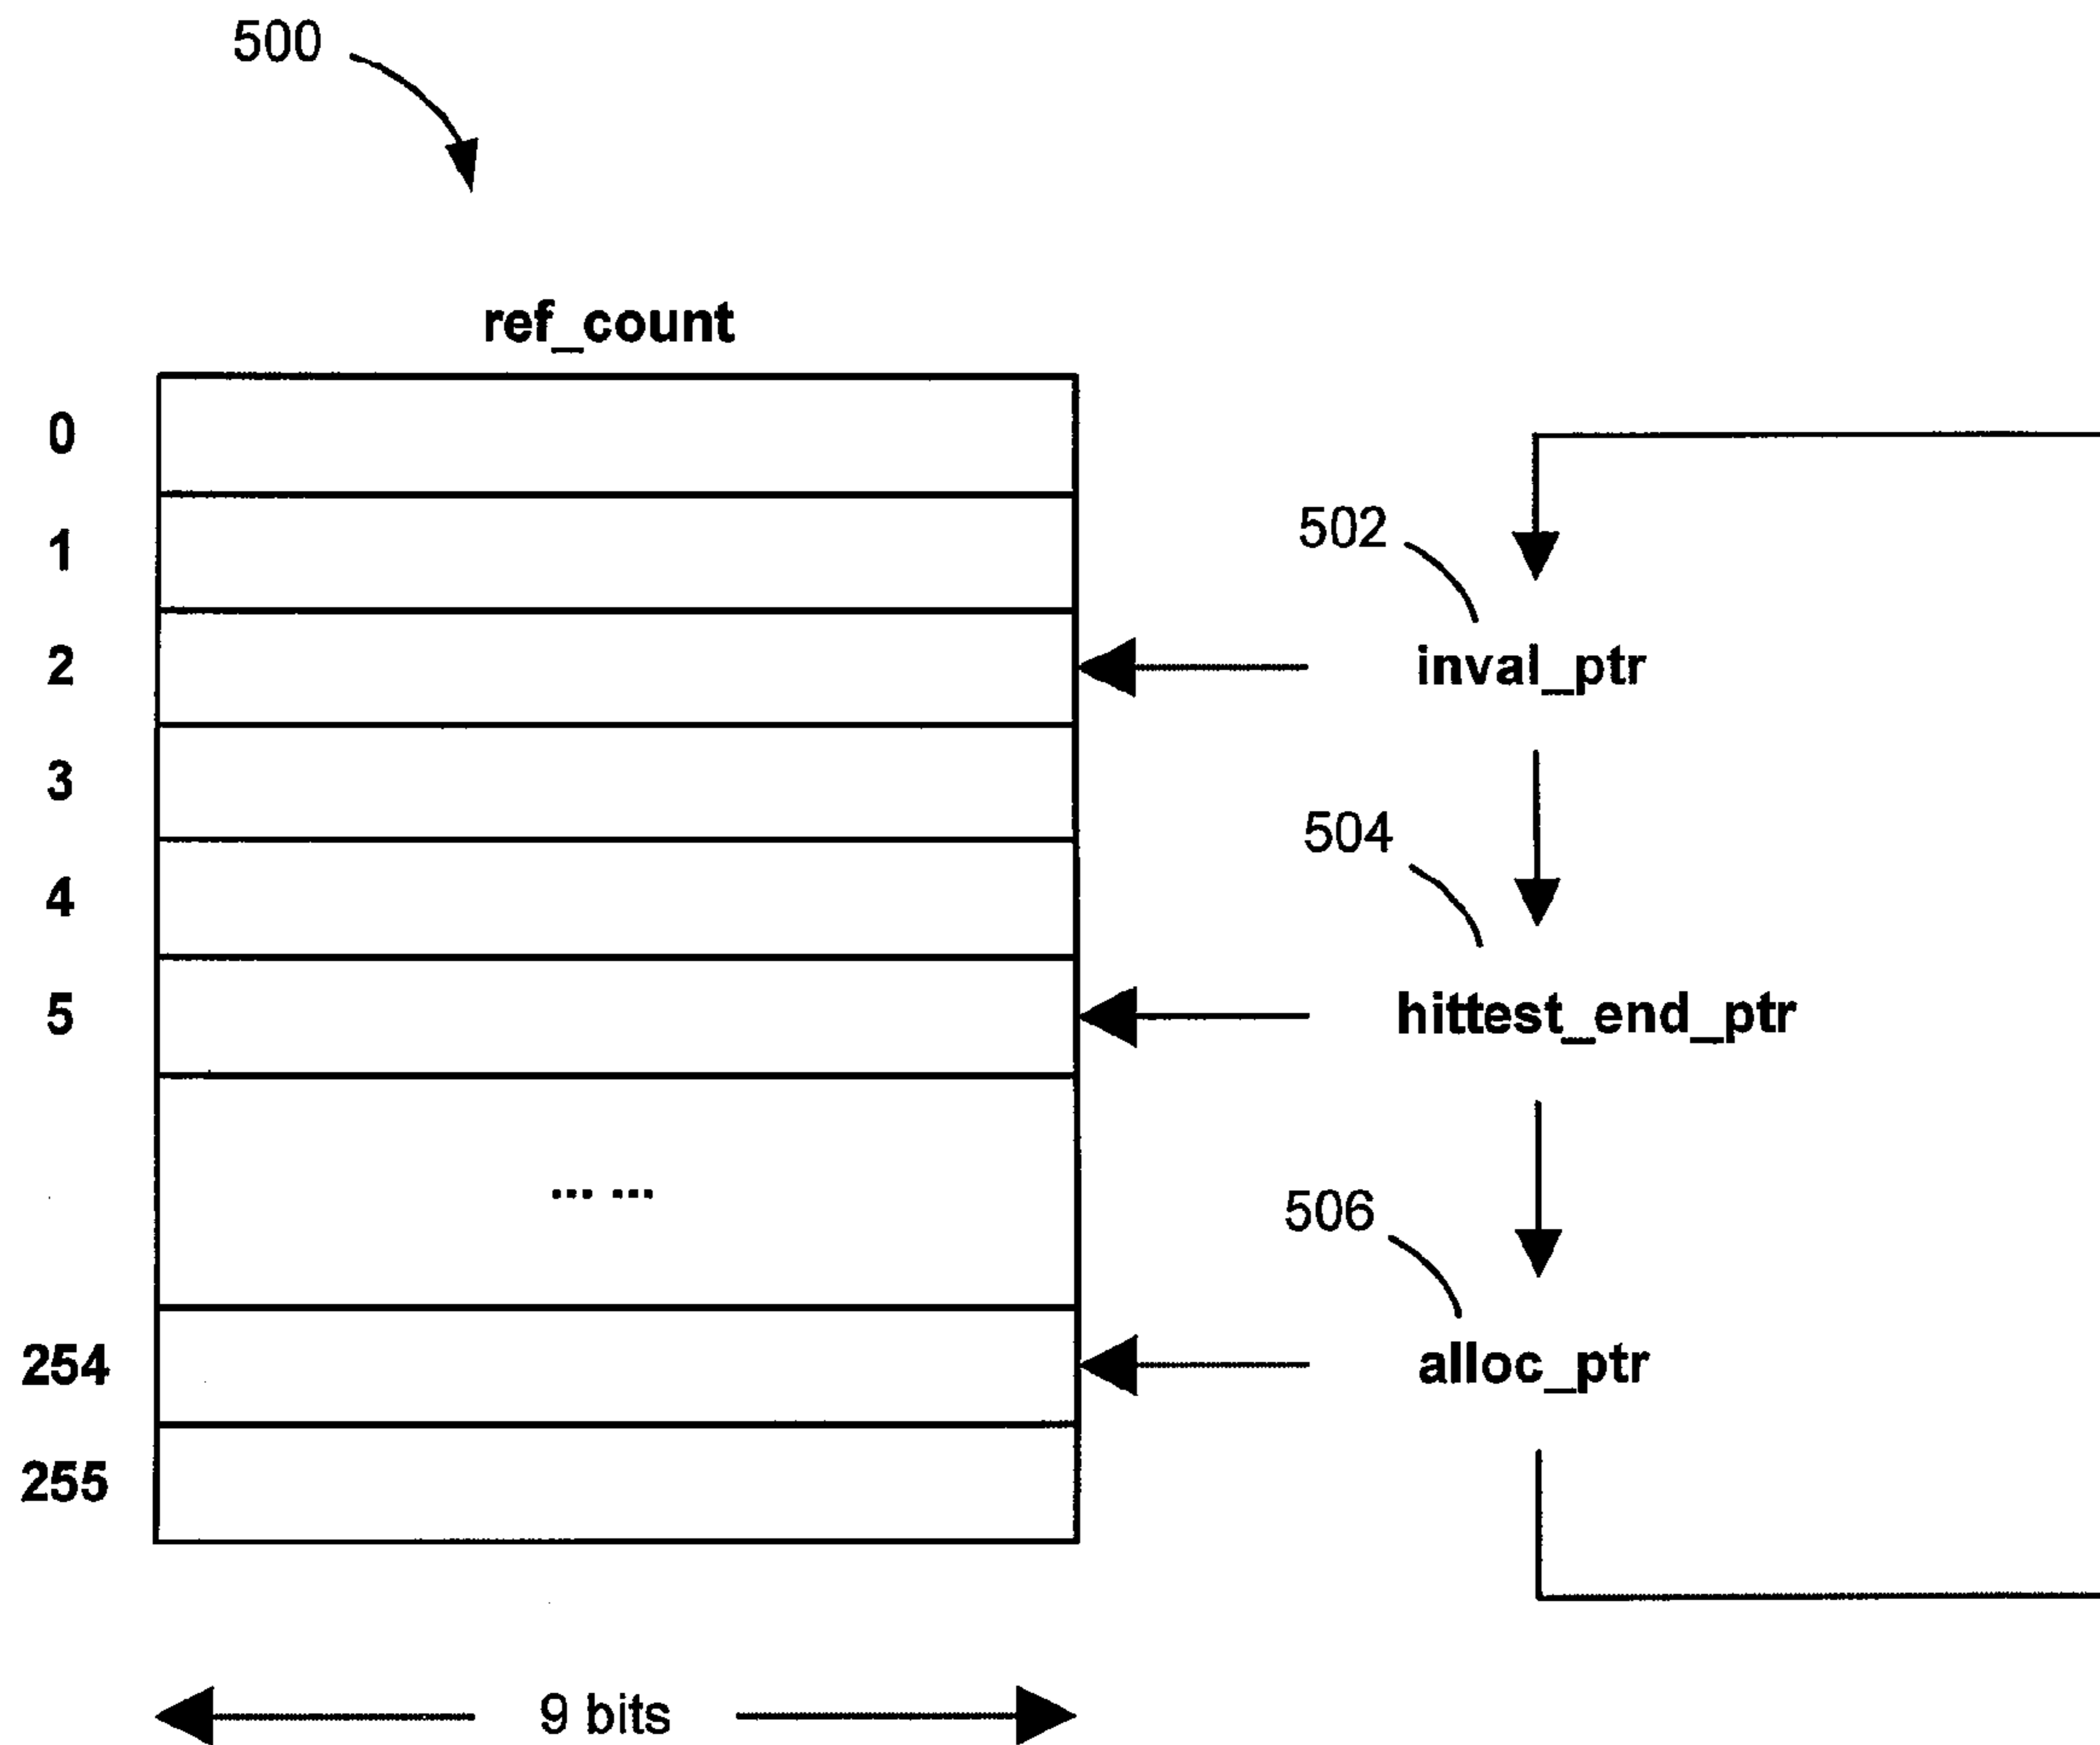 500
ref_count
0
1
502
2
inval_ptr
3
504
4
5
hittest_end_ptr
... ...
506
254
alloc_ptr
255
9 bits